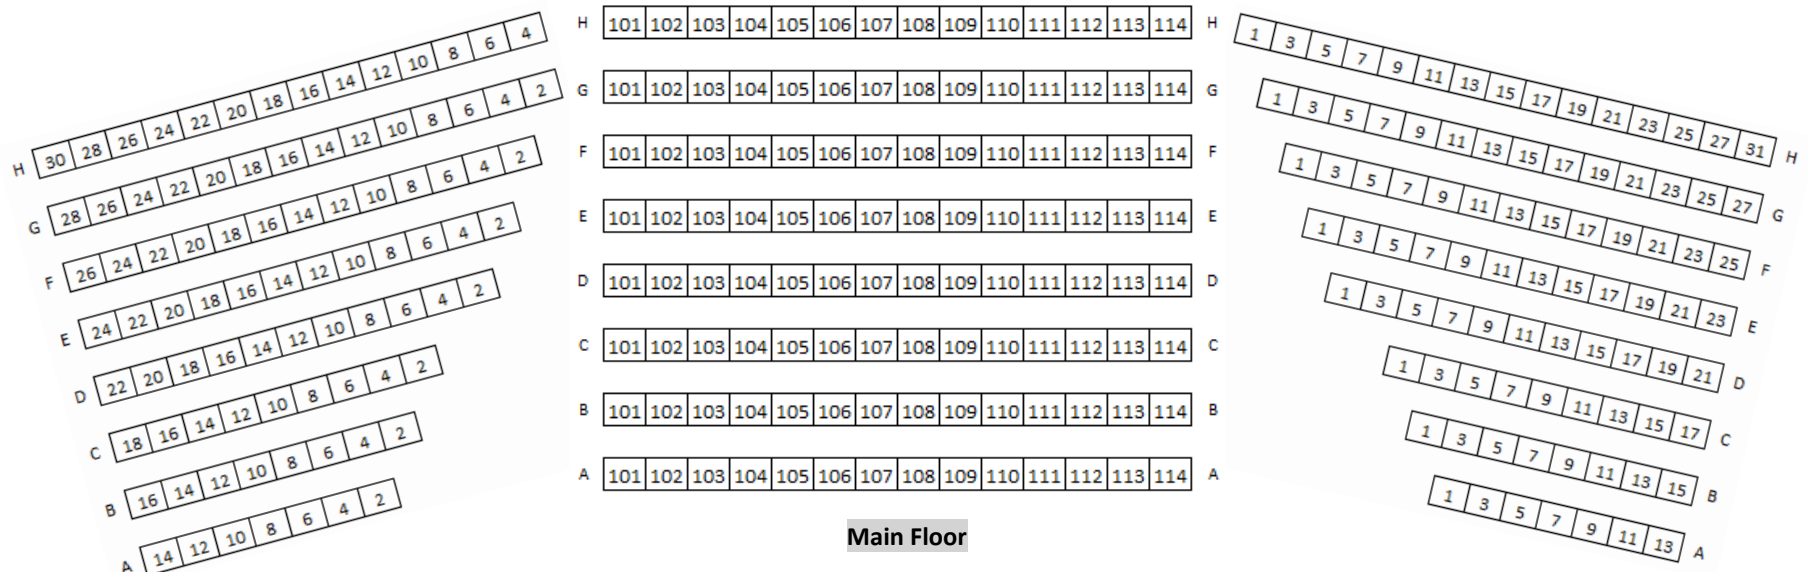 H 30 28 26 24 22 20 18 16 14 12 10 8 6 4
G 28 26 24 22 20 18 16 14 12 10 8 6 4 2
F 26 24 22 20 18 16 14 12 10 8 6 4 2
E 24 22 20 18 16 14 12 10 8 6 4 2
D 22 20 18 16 14 12 10 8 6 4 2
C 18 16 14 12 10 8 6 4 2
B 16 14 12 10 8 6 4 2
A 14 12 10 8 6 4 2
H 101 102 103 104 105 106 107 108 109 110 111 112 113 114 H
G 101 102 103 104 105 106 107 108 109 110 111 112 113 114 G
F 101 102 103 104 105 106 107 108 109 110 111 112 113 114 F
E 101 102 103 104 105 106 107 108 109 110 111 112 113 114 E
D 101 102 103 104 105 106 107 108 109 110 111 112 113 114 D
C 101 102 103 104 105 106 107 108 109 110 111 112 113 114 C
B 101 102 103 104 105 106 107 108 109 110 111 112 113 114 B
A 101 102 103 104 105 106 107 108 109 110 111 112 113 114 A
Main Floor
1 3 5 7 9 11 13 15 17 19 21 23 25 27 31 H
1 3 5 7 9 11 13 15 17 19 21 23 25 27 G
1 3 5 7 9 11 13 15 17 19 21 23 25 F
1 3 5 7 9 11 13 15 17 19 21 23 E
1 3 5 7 9 11 13 15 17 19 21 D
1 3 5 7 9 11 13 15 17 C
1 3 5 7 9 11 13 15 B
1 3 5 7 9 11 13 A